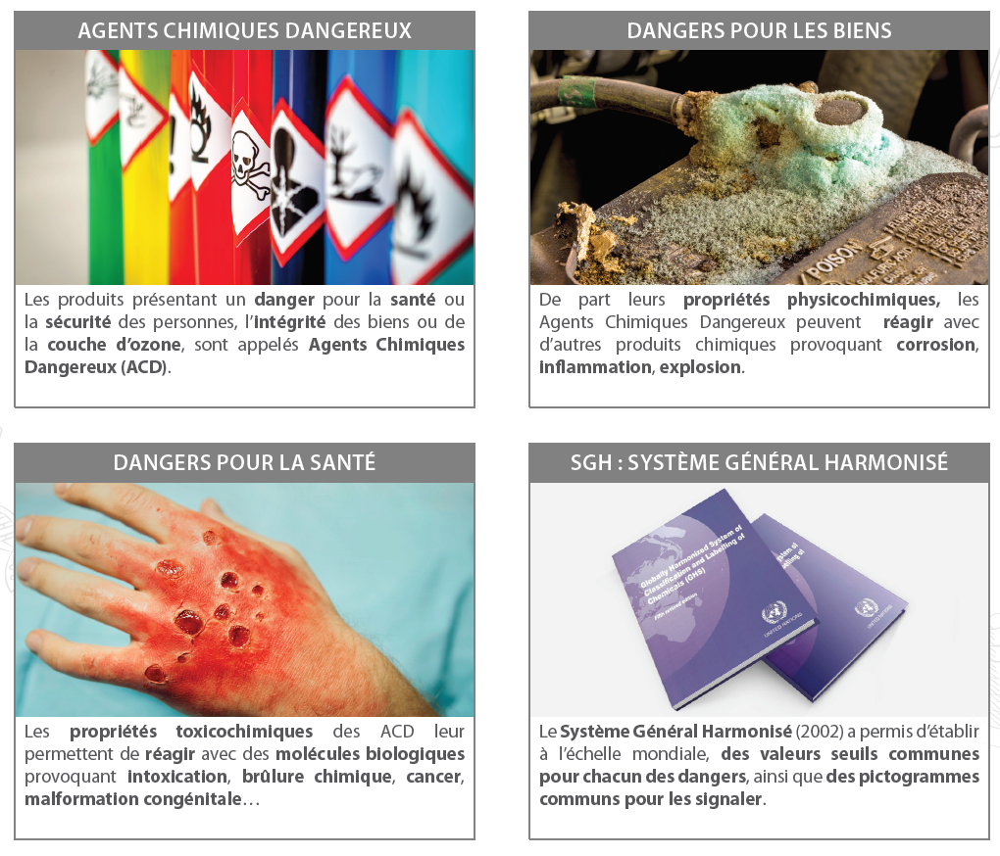 AGENTS CHIMIQUES DANGEREUX
Les produits présentant un danger pour la santé ou
la sécurité des personnes, l’intégrité des biens ou de
la couche d’ozone, sont appelés Agents Chimiques
Dangereux (ACD).
DANGERS POUR LES BIENS
POISON
De part leurs propriétés physicochimiques, les
Agents Chimiques Dangereux peuvent réagir avec
d’autres produits chimiques provoquant corrosion,
inflammation, explosion.
DANGERS POUR LA SANTÉ
Les propriétés toxicochimiques des ACD leur
permettent de réagir avec des molécules biologiques
provoquant intoxication, brûlure chimique, cancer,
malformation congénitale…
SGH : SYSTÈME GÉNÉRAL HARMONISÉ
Globally Harmonized System of
Classification and Labelling of
Chemicals (GHS)
Fifth revised edition
UNITED NATIONS
UNITED NATIONS
Le Système Général Harmonisé (2002) a permis d’établir
à l’échelle mondiale, des valeurs seuils communes
pour chacun des dangers, ainsi que des pictogrammes
communs pour les signaler.